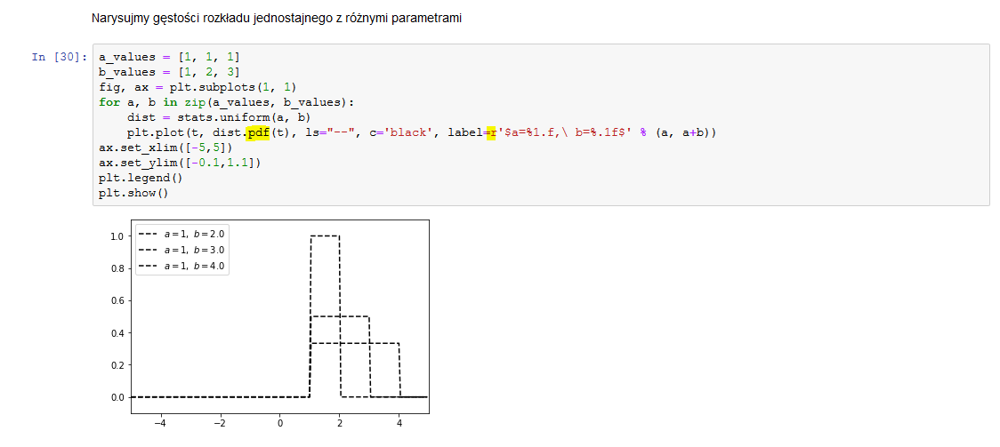 Narysujmy gęstości rozkładu jednostajnego z różnymi parametrami
In [30]:
a_values = [1, 1, 1]
b_values = [1, 2, 3]
fig, ax = plt.subplots(1, 1)
for a, b in zip(a_values, b_values):
    dist = stats.uniform(a, b)
    plt.plot(t, dist.pdf(t), ls="--", c='black', label=r'$a=%1.f,\ b=%.1f$' % (a, a+b))
ax.set_xlim([-5,5])
ax.set_ylim([-0.1,1.1])
plt.legend()
plt.show()
a=1, b=2.0
a=1, b=3.0
a=1, b=4.0
1.0
0.8
0.6
0.4
0.2
0.0
−4 −2 0 2 4